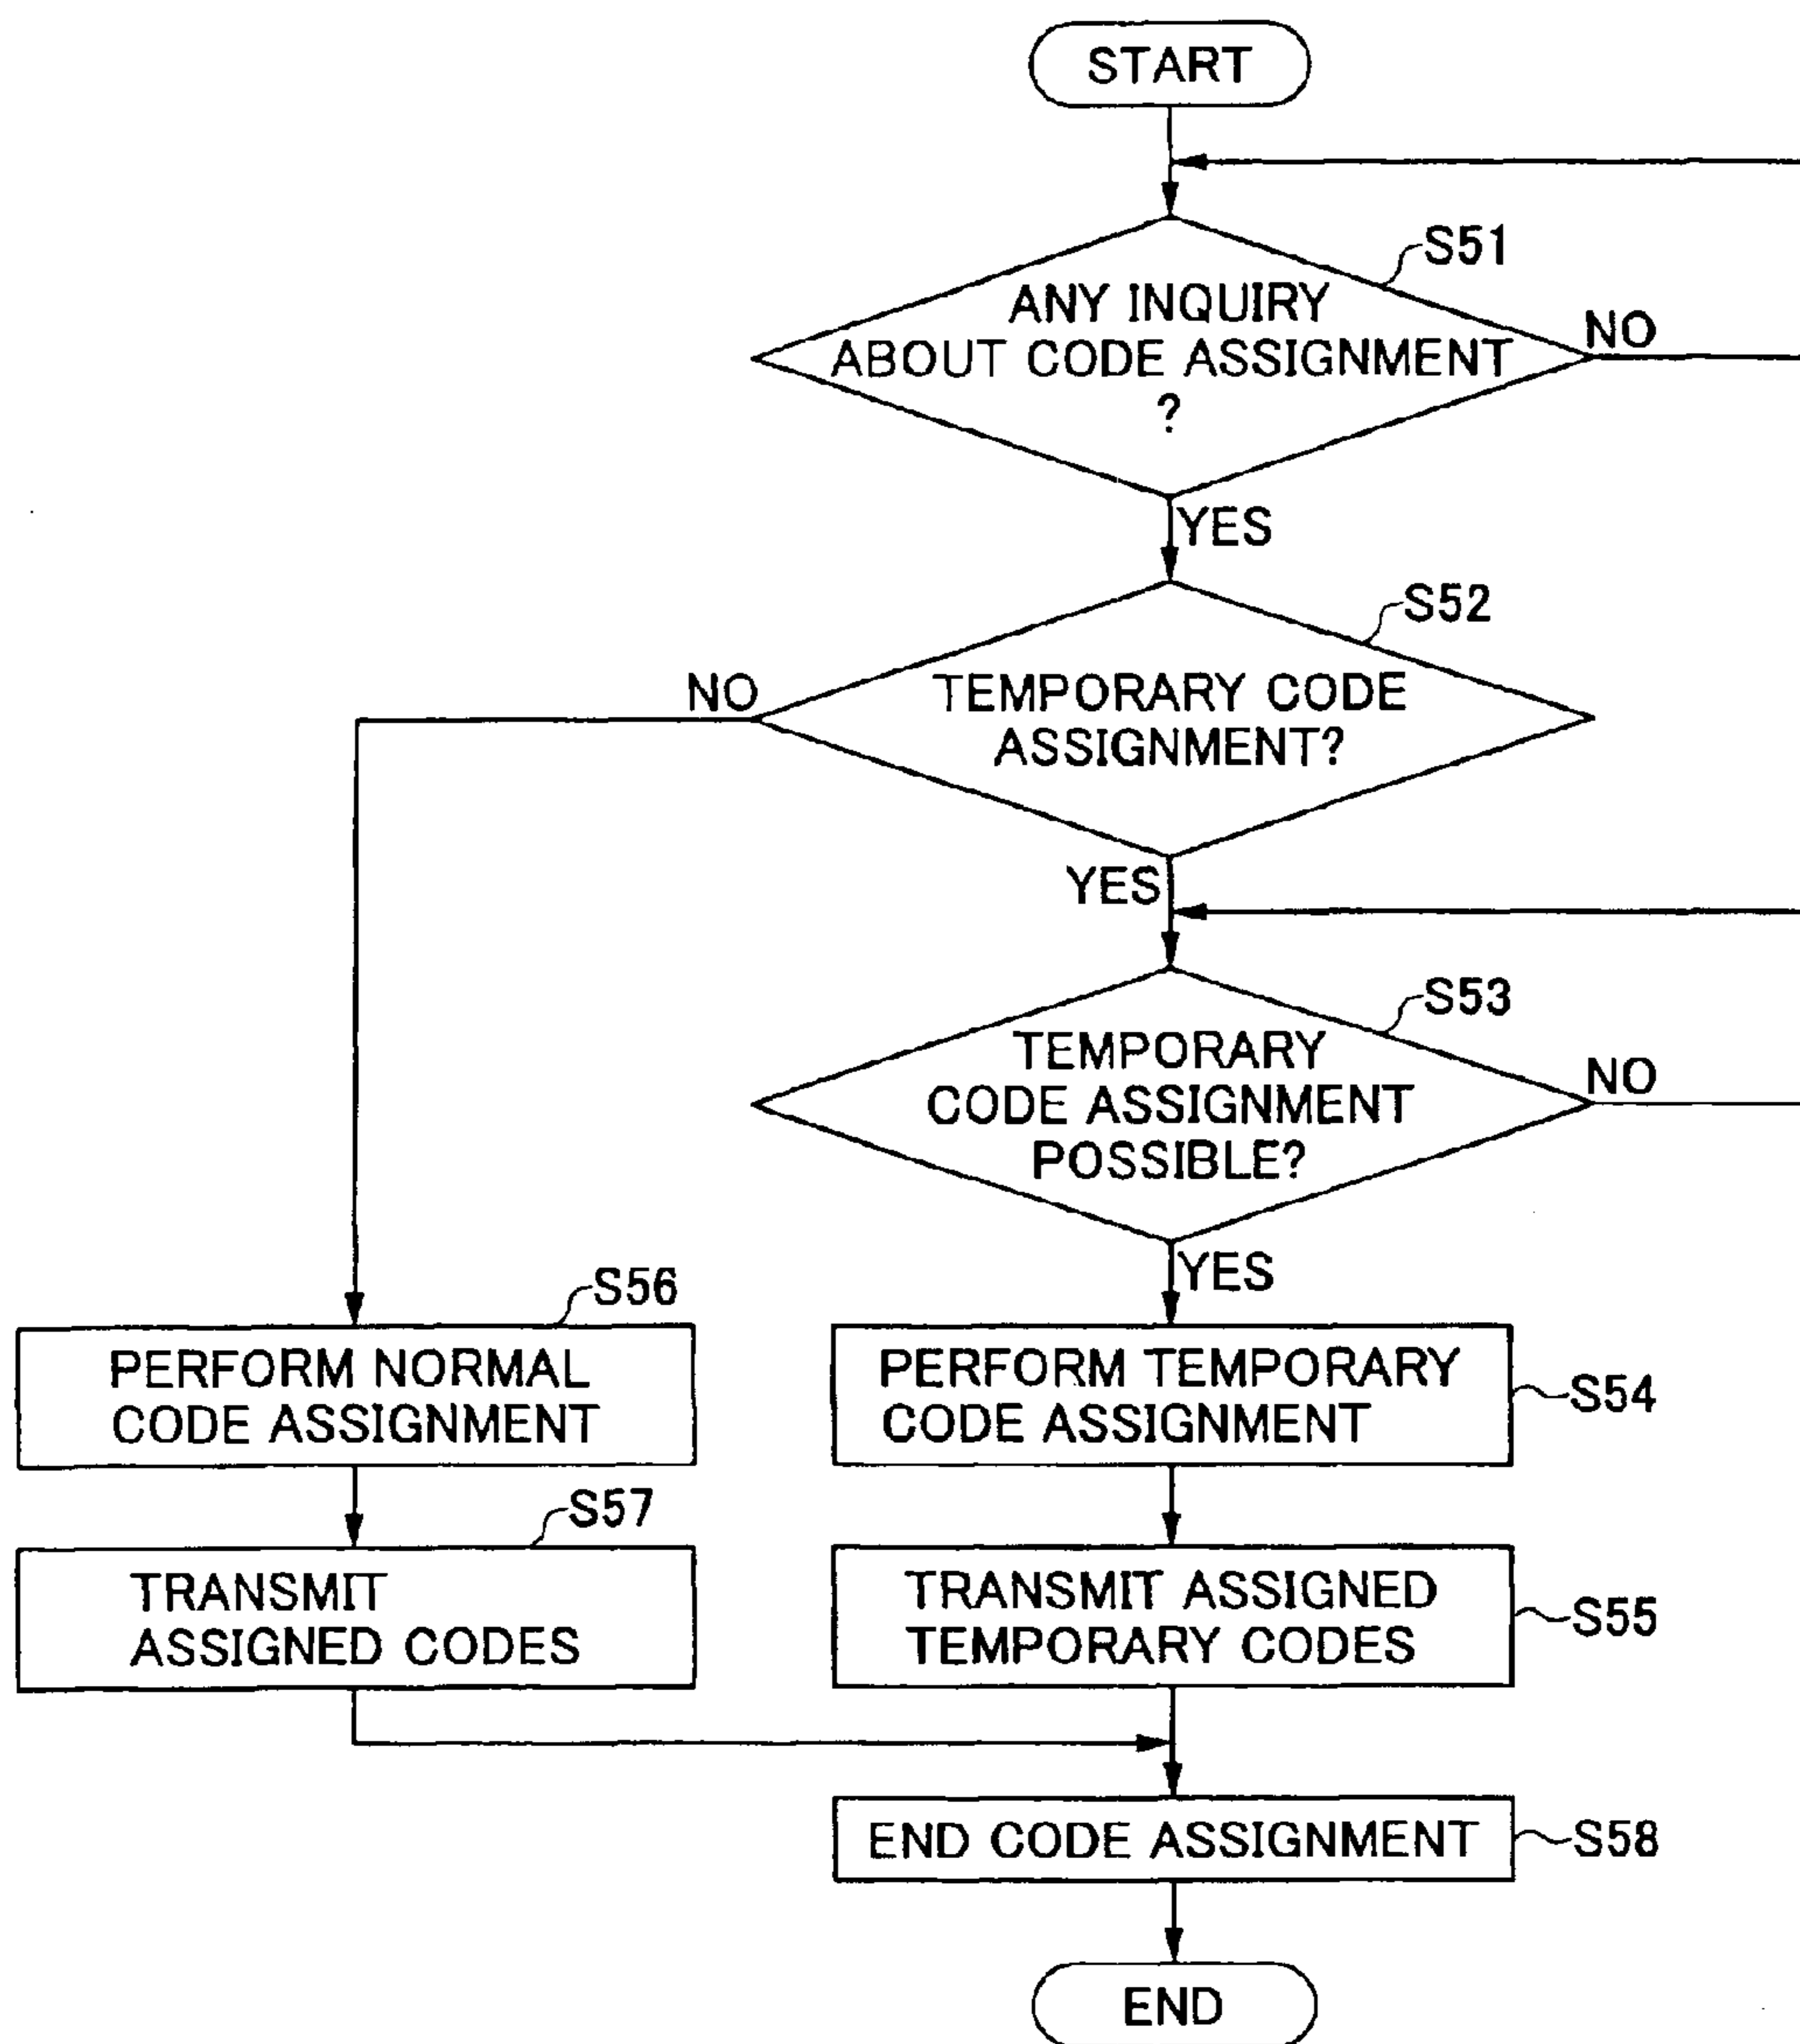 START
S51
ANY INQUIRY
ABOUT CODE ASSIGNMENT
?
NO
YES
S52
NO
TEMPORARY CODE
ASSIGNMENT?
YES
S53
TEMPORARY
CODE ASSIGNMENT
POSSIBLE?
NO
YES
S56
PERFORM NORMAL
CODE ASSIGNMENT
PERFORM TEMPORARY
CODE ASSIGNMENT
S54
S57
TRANSMIT
ASSIGNED CODES
TRANSMIT ASSIGNED
TEMPORARY CODES
S55
END CODE ASSIGNMENT
S58
END